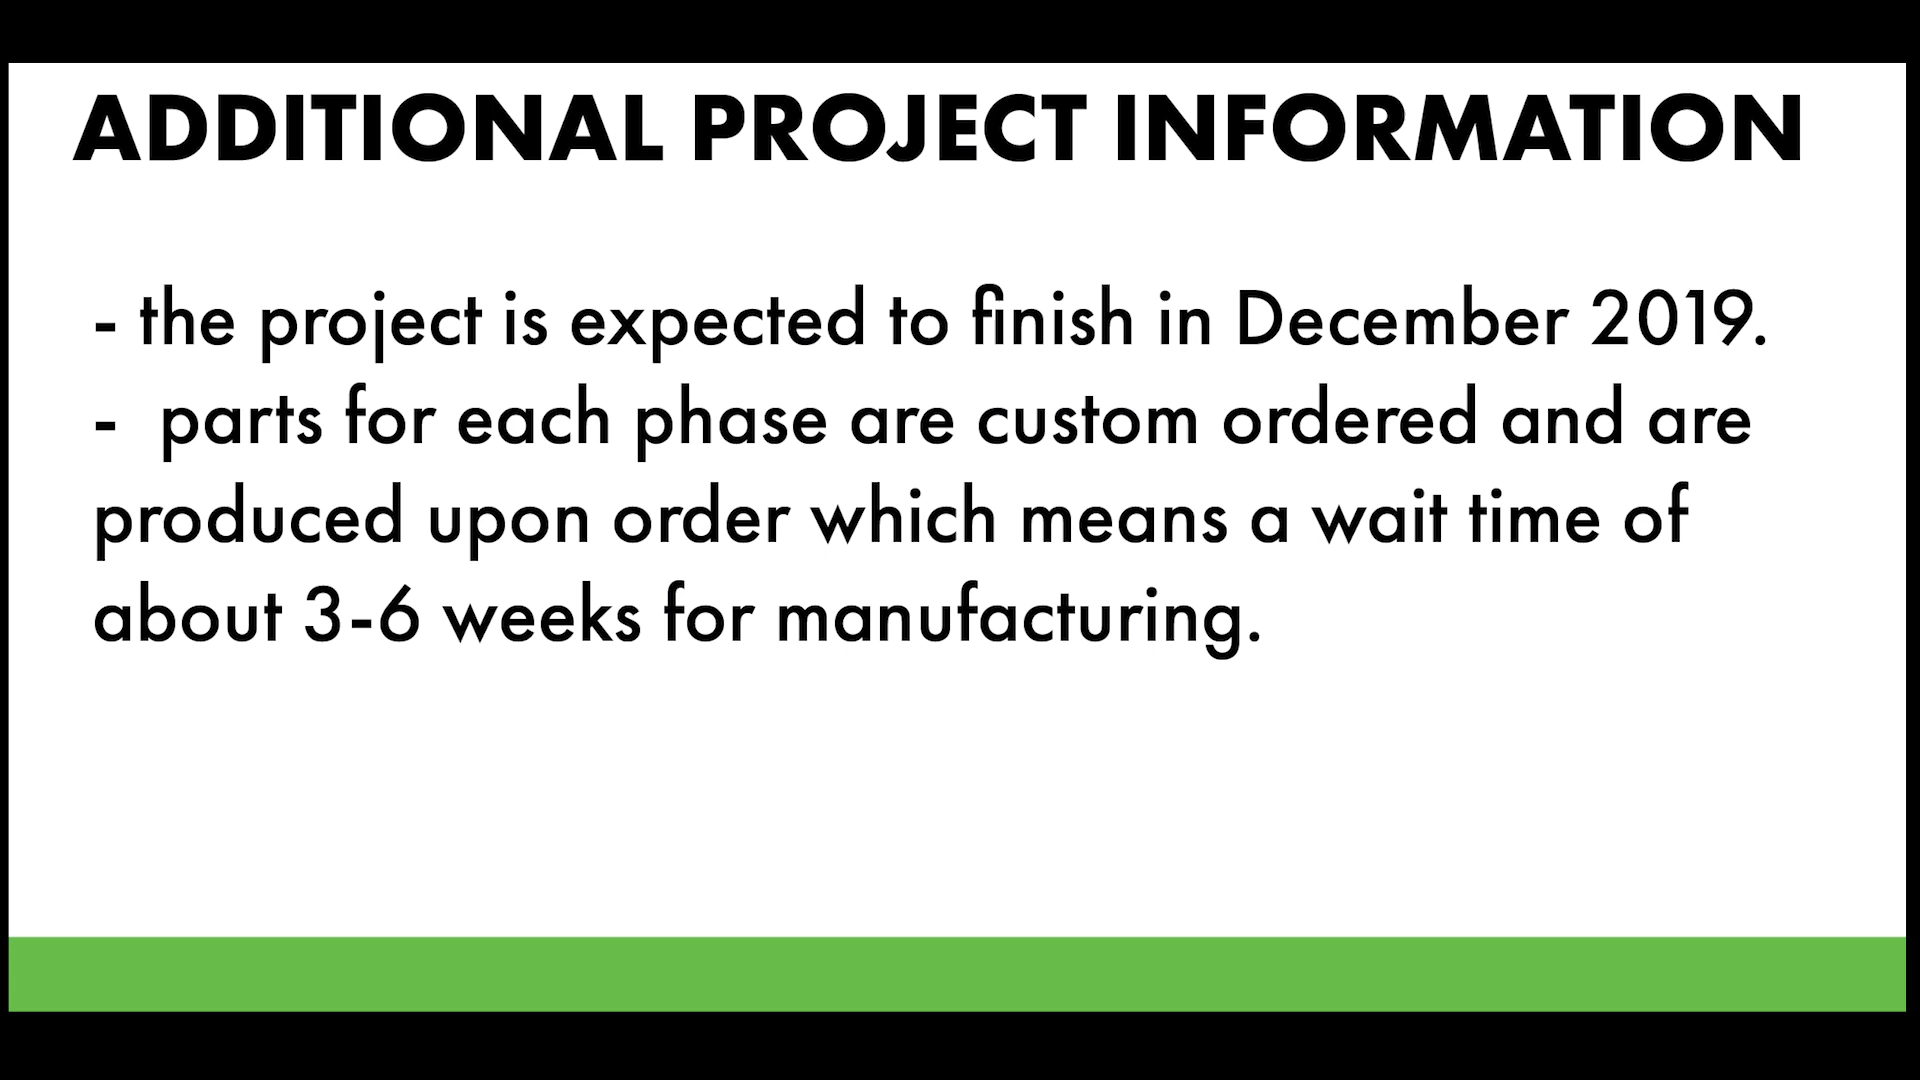 ADDITIONAL PROJECT INFORMATION
- the project is expected to finish in December 2019.
-  parts for each phase are custom ordered and are
produced upon order which means a wait time of
about 3-6 weeks for manufacturing.